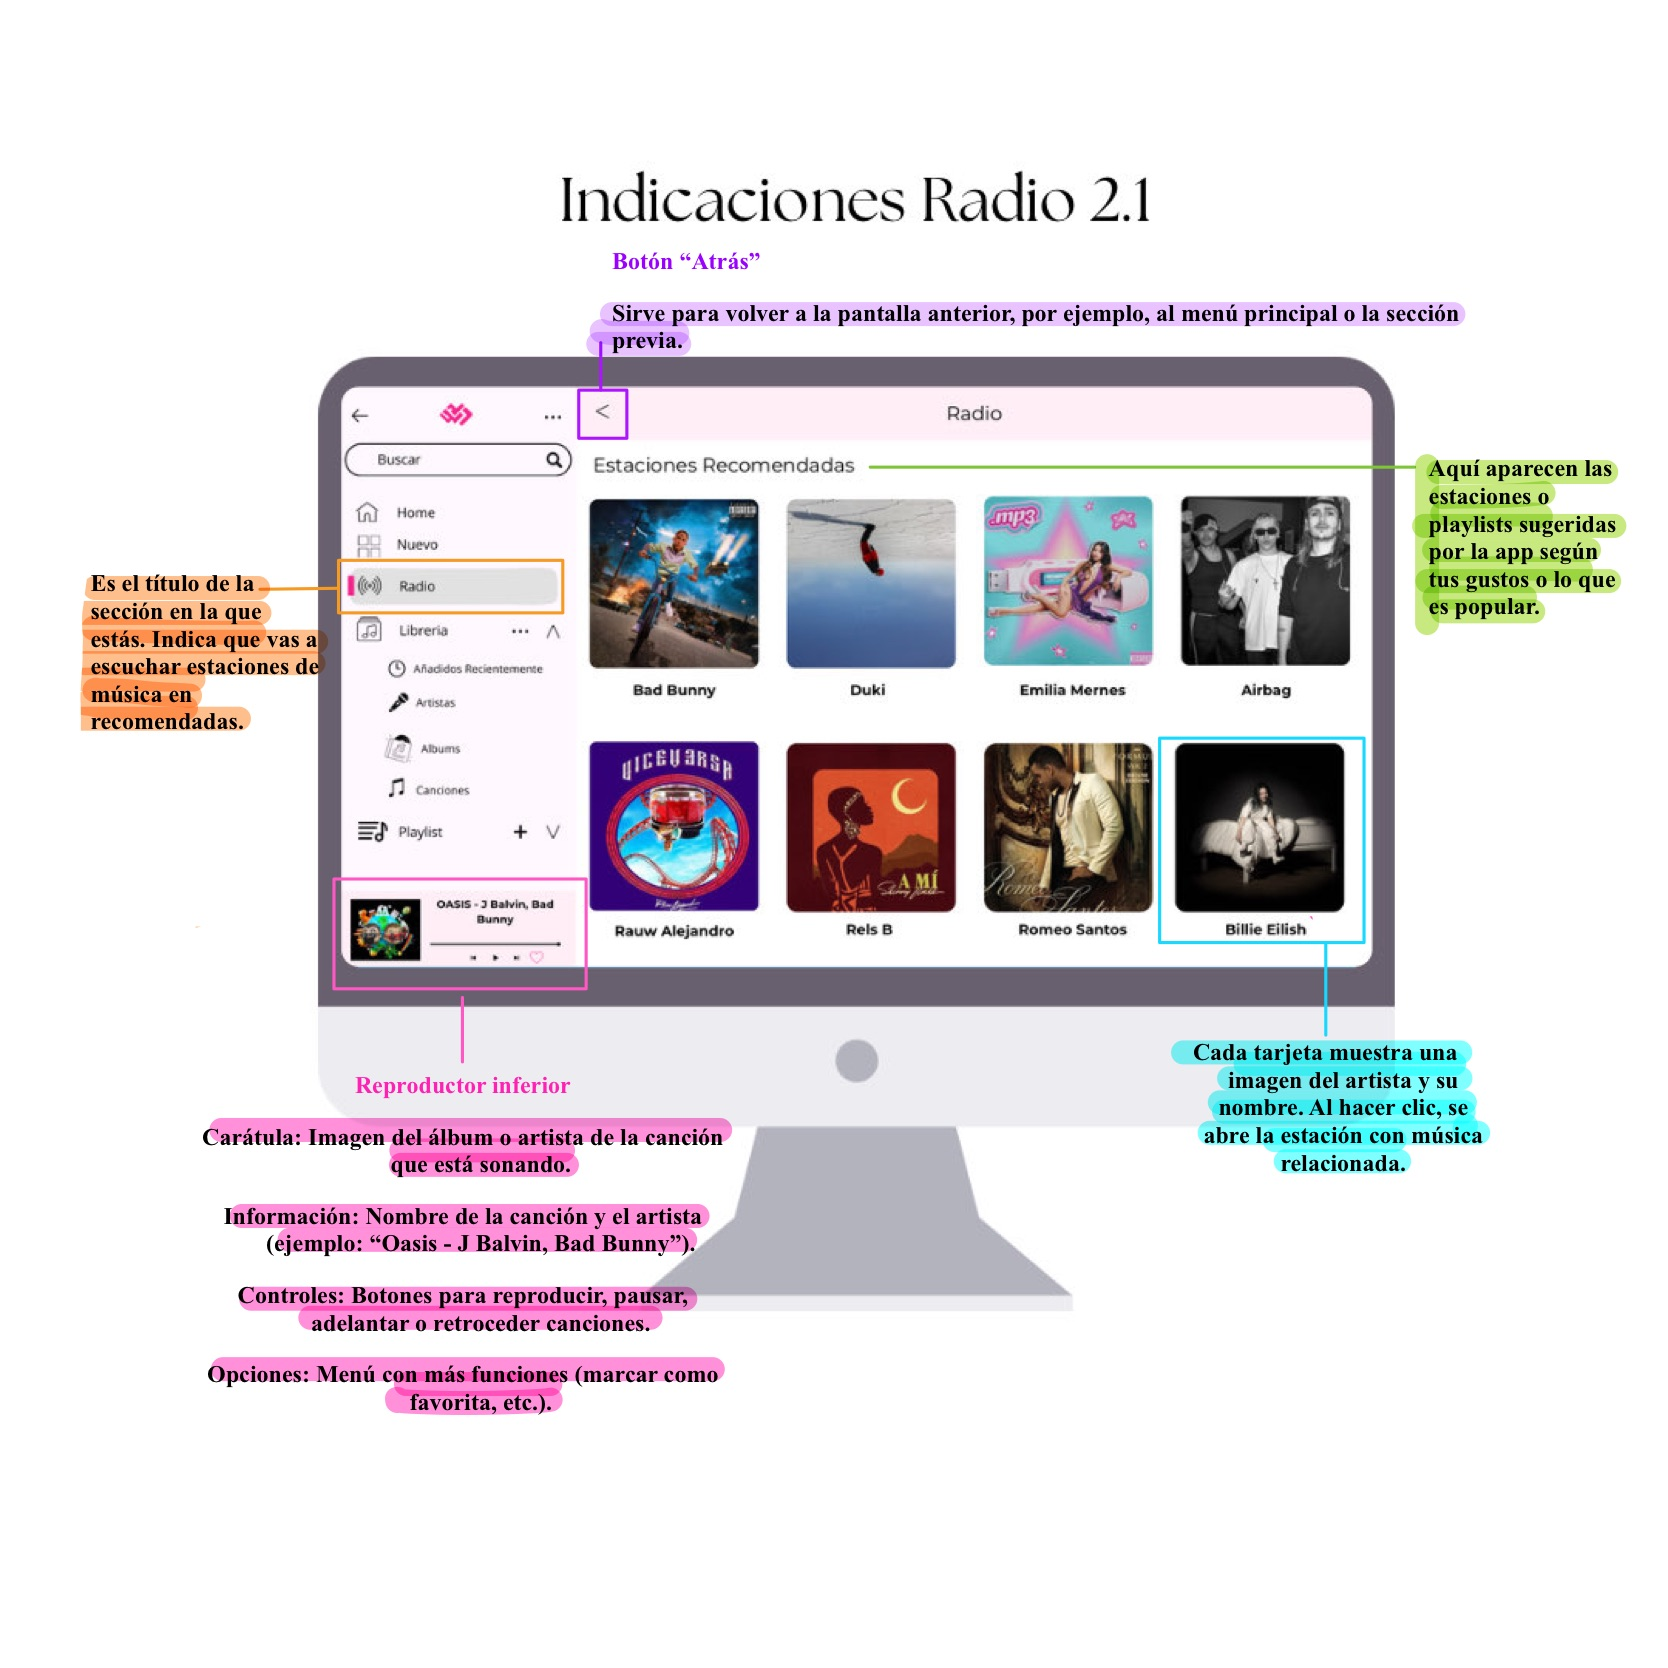 Indicaciones Radio 2.1
Botón “Atrás”
Sirve para volver a la pantalla anterior, por ejemplo, al menú principal o la sección
previa.
<
Radio
Buscar
Estaciones Recomendadas
Home
Nuevo
Radio
Libreria
Añadidos Recientemente
Artistas
Albums
Canciones
Playlist
Es el título de la
sección en la que
estás. Indica que vas a
escuchar estaciones de
música en
recomendadas.
Aquí aparecen las
estaciones o
playlists sugeridas
por la app según
tus gustos o lo que
es popular.
.mp3
Bad Bunny
Duki
Emilia Mernes
Airbag
VICEVERSA
A MÍ
Romeo
Santos
Rauw Alejandro
Rels B
Romeo Santos
Billie Eilish
OASIS - J Balvin, Bad
Bunny
Reproductor inferior
Carátula: Imagen del álbum o artista de la canción
que está sonando.
Información: Nombre de la canción y el artista
(ejemplo: “Oasis - J Balvin, Bad Bunny”).
Controles: Botones para reproducir, pausar,
adelantar o retroceder canciones.
Opciones: Menú con más funciones (marcar como
favorita, etc.).
Cada tarjeta muestra una
imagen del artista y su
nombre. Al hacer clic, se
abre la estación con música
relacionada.